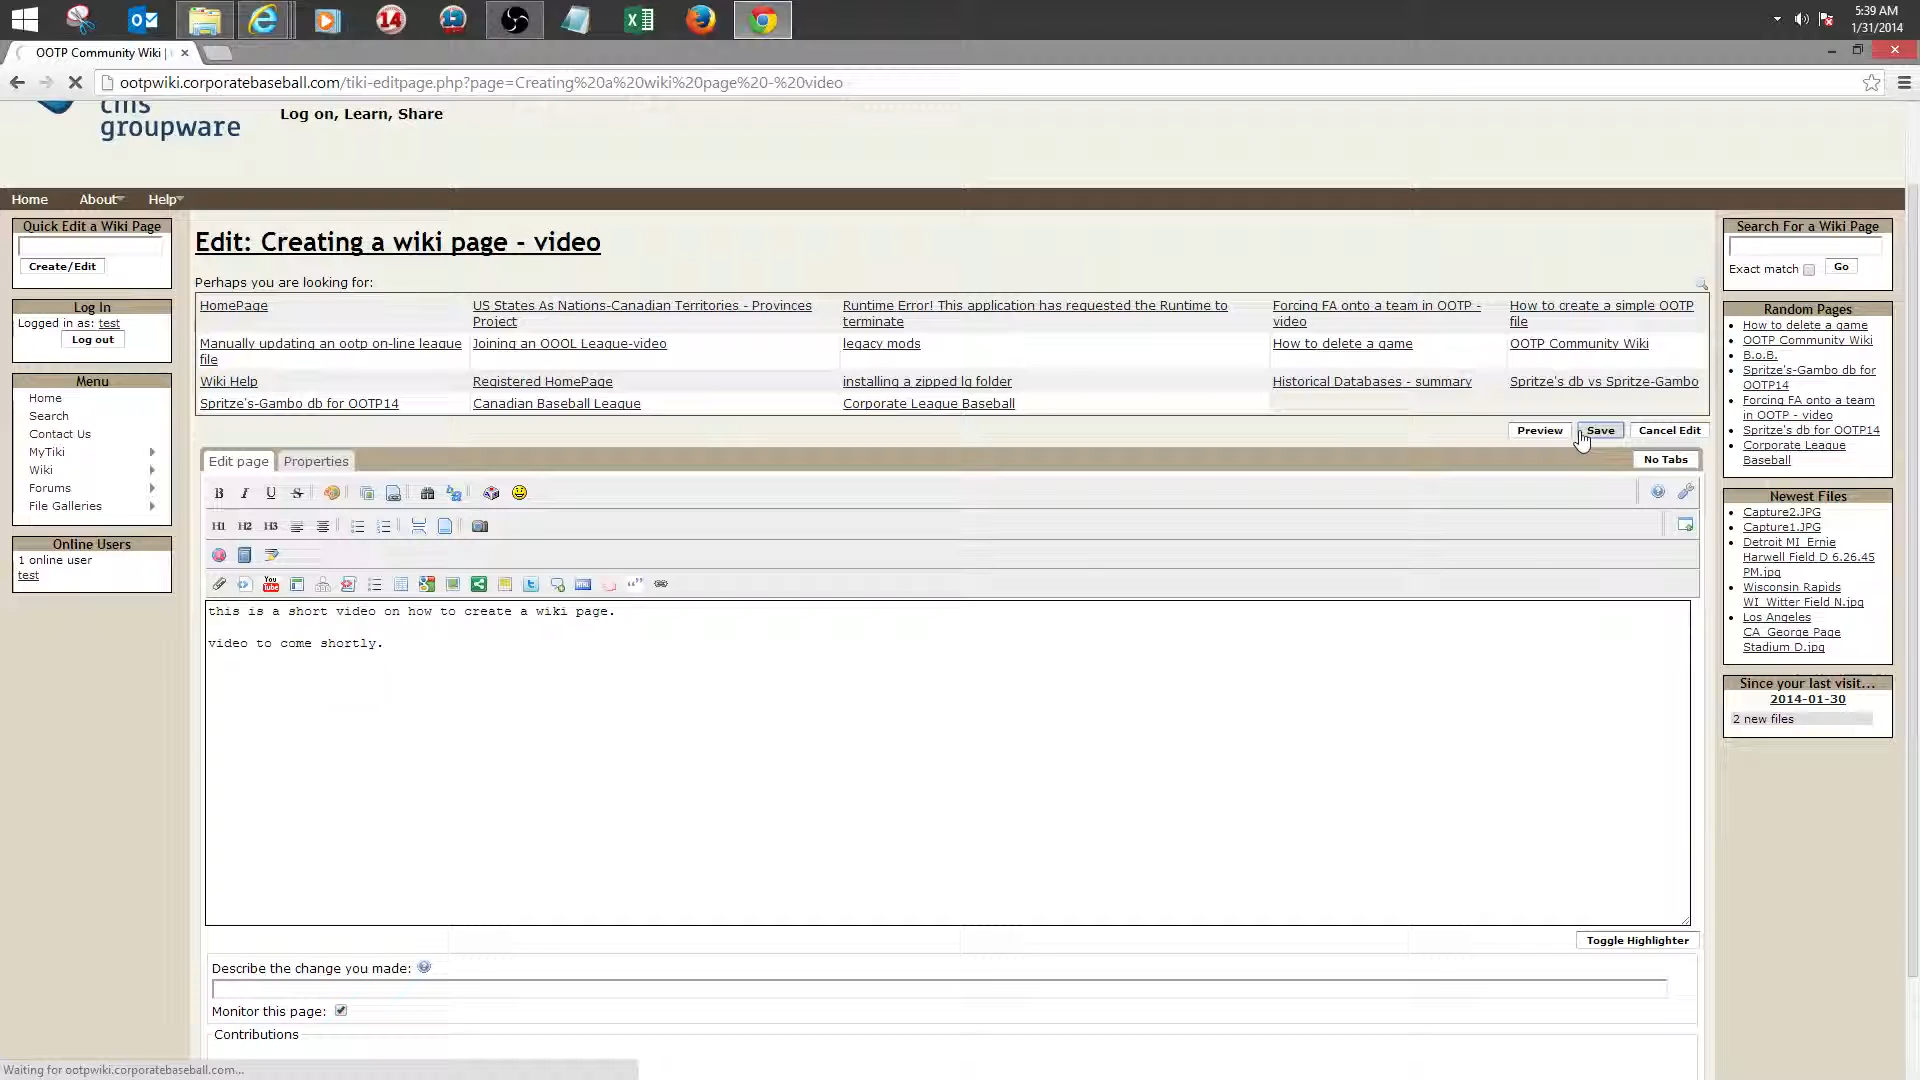 5:39 AM
1/31/2014
OOTP Community Wiki |
ootpwiki.corporatebaseball.com/tiki-editpage.php?page=Creating%20a%20wiki%20page%20-%20video
cms
groupware
Log on, Learn, Share
Home About Help
Quick Edit a Wiki Page
Create/Edit
Log In
Logged in as: test
Log out
Menu
Home
Search
Contact Us
MyTiki
Wiki
Forums
File Galleries
Online Users
1 online user
test
Edit: Creating a wiki page - video
Perhaps you are looking for:
HomePage
US States As Nations-Canadian Territories - Provinces
Project
Runtime Error! This application has requested the Runtime to
terminate
Forcing FA onto a team in OOTP -
video
How to create a simple OOTP
file
Manually updating an ootp on-line league
file
Joining an OOOL League-video
legacy mods
How to delete a game
OOTP Community Wiki
Wiki Help
Registered HomePage
installing a zipped lg folder
Historical Databases - summary
Spritze's db vs Spritze-Gambo
Spritze's-Gambo db for OOTP14
Canadian Baseball League
Corporate League Baseball
Preview Save Cancel Edit
Edit page Properties No Tabs
B I U S
H1 H2 H3
You
Tube
this is a short video on how to create a wiki page.
video to come shortly.
Toggle Highlighter
Describe the change you made:
Monitor this page:
Contributions
Search For a Wiki Page
Exact match Go
Random Pages
How to delete a game
OOTP Community Wiki
B.o.B.
Spritze's-Gambo db for
OOTP14
Forcing FA onto a team
in OOTP - video
Spritze's db for OOTP14
Corporate League
Baseball
Newest Files
Capture2.JPG
Capture1.JPG
Detroit MI_Ernie
Harwell Field D 6.26.45
PM.jpg
Wisconsin Rapids
WI_Witter Field N.jpg
Los Angeles
CA_George Page
Stadium D.jpg
Since your last visit...
2014-01-30
2 new files
Waiting for ootpwiki.corporatebaseball.com...